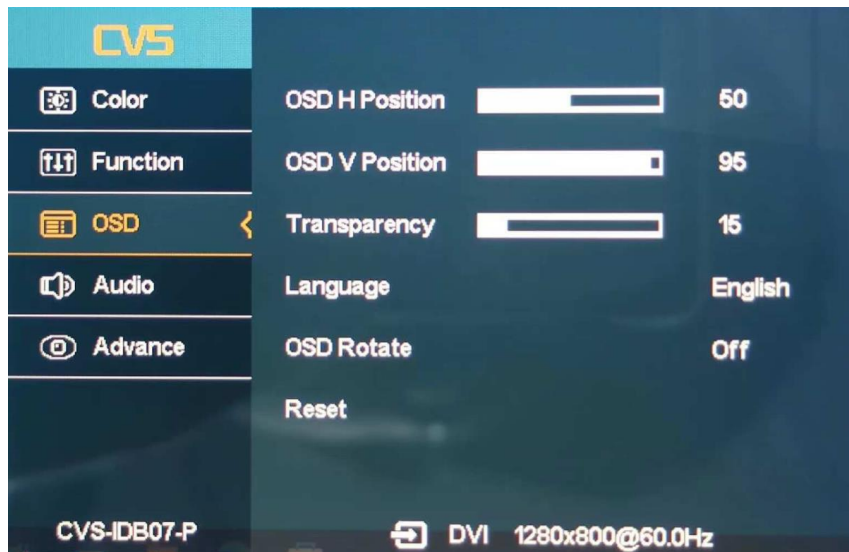 CVS
Color
Function
OSD
Audio
Advance
OSD H Position 50
OSD V Position 95
Transparency 15
Language English
OSD Rotate Off
Reset
CVS-IDB07-P
DVI 1280x800@60.0Hz